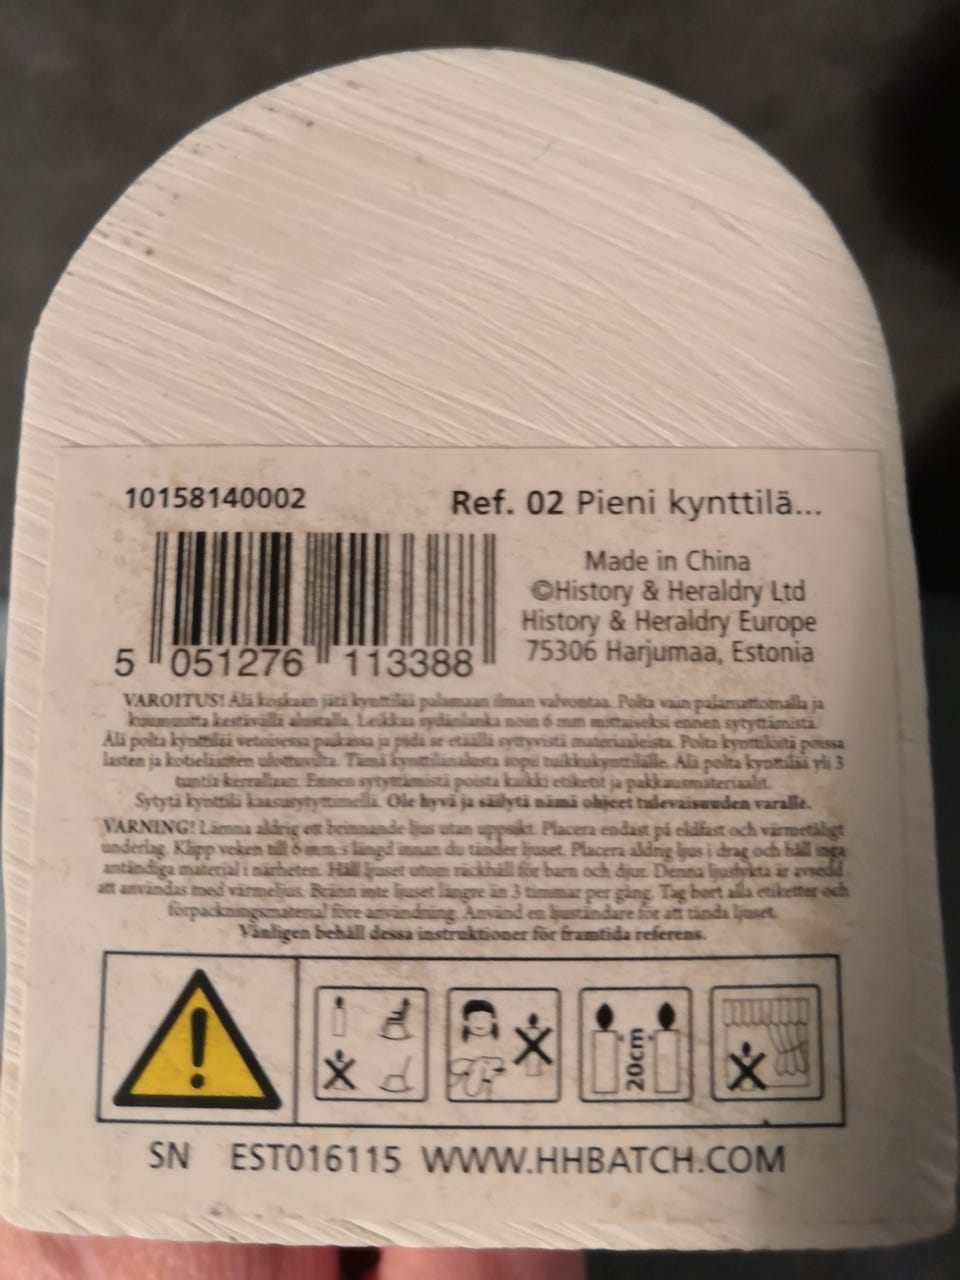 10158140002
Ref. 02 Pieni kynttilä...
Made in China
©History & Heraldry Ltd
History & Heraldry Europe
75306 Harjumaa, Estonia
5 051276 113388
VAROITUS! Älä koskaan jätä kynttilää palamaan ilman valvontaa. Polta vain palamattomalla ja
kuumuutta kestävällä alustalla. Leikkaa sydänlanka noin 6 mm mittaiseksi ennen sytyttämistä.
Älä polta kynttilää vetoisessa paikassa ja pidä se etäällä syttyvistä materiaaleista. Polta kynttilöitä poissa
lasten ja kotieläinten ulottuvilta. Tämä kynttilänalusta sopii tuikkukynttilälle. Älä polta kynttilää yli 3
tuntia kerrallaan. Ennen sytyttämistä poista kaikki etiketit ja pakkausmateriaalit.
Sytytä kynttilä kaasusytyttimellä. Ole hyvä ja säilytä nämä ohjeet tulevaisuuden varalle.
VARNING! Lämna aldrig ett brinnande ljus utan uppsikt. Placera endast på eldfast och värmetåligt
underlag. Klipp veken till 6 mm:s längd innan du tänder ljuset. Placera aldrig ljus i drag och håll inga
antändiga material i närheten. Håll ljuset utom räckhåll för barn och djur. Denna ljuslykta är avsedd
att användas med värmeljus. Bränn inte ljuset längre än 3 timmar per gång. Tag bort alla etiketter och
förpackningsmaterial före användning. Använd en ljuständare för att tända ljuset.
Vänligen behåll dessa instruktioner för framtida referens.
20cm
SN EST016115 WWW.HHBATCH.COM